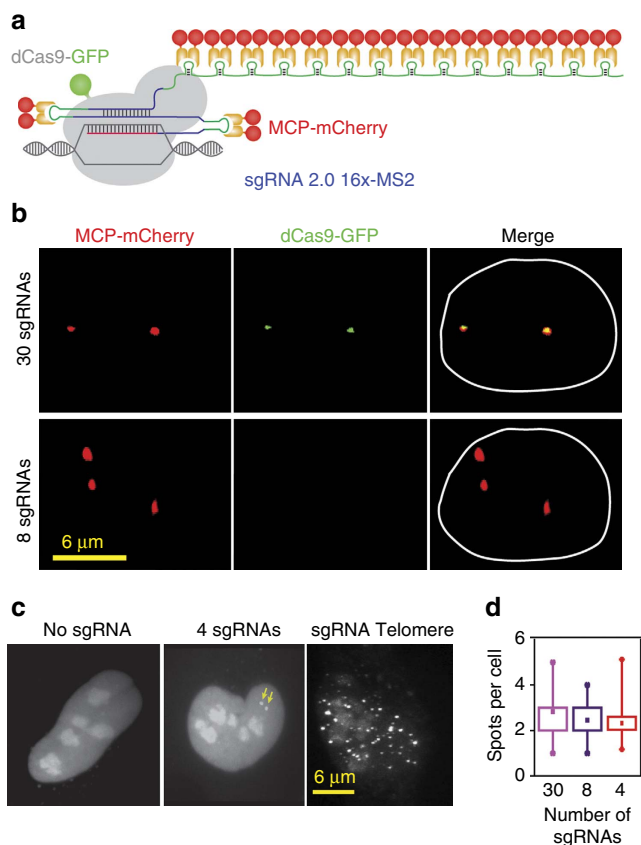 a
dCas9-GFP
MCP-mCherry
sgRNA 2.0 16x-MS2
b
MCP-mCherry
dCas9-GFP
Merge
30 sgRNAs
8 sgRNAs
6 μm
c
No sgRNA
4 sgRNAs
sgRNA Telomere
6 μm
d
Spots per cell
6
4
2
0
30
8
4
Number of
sgRNAs